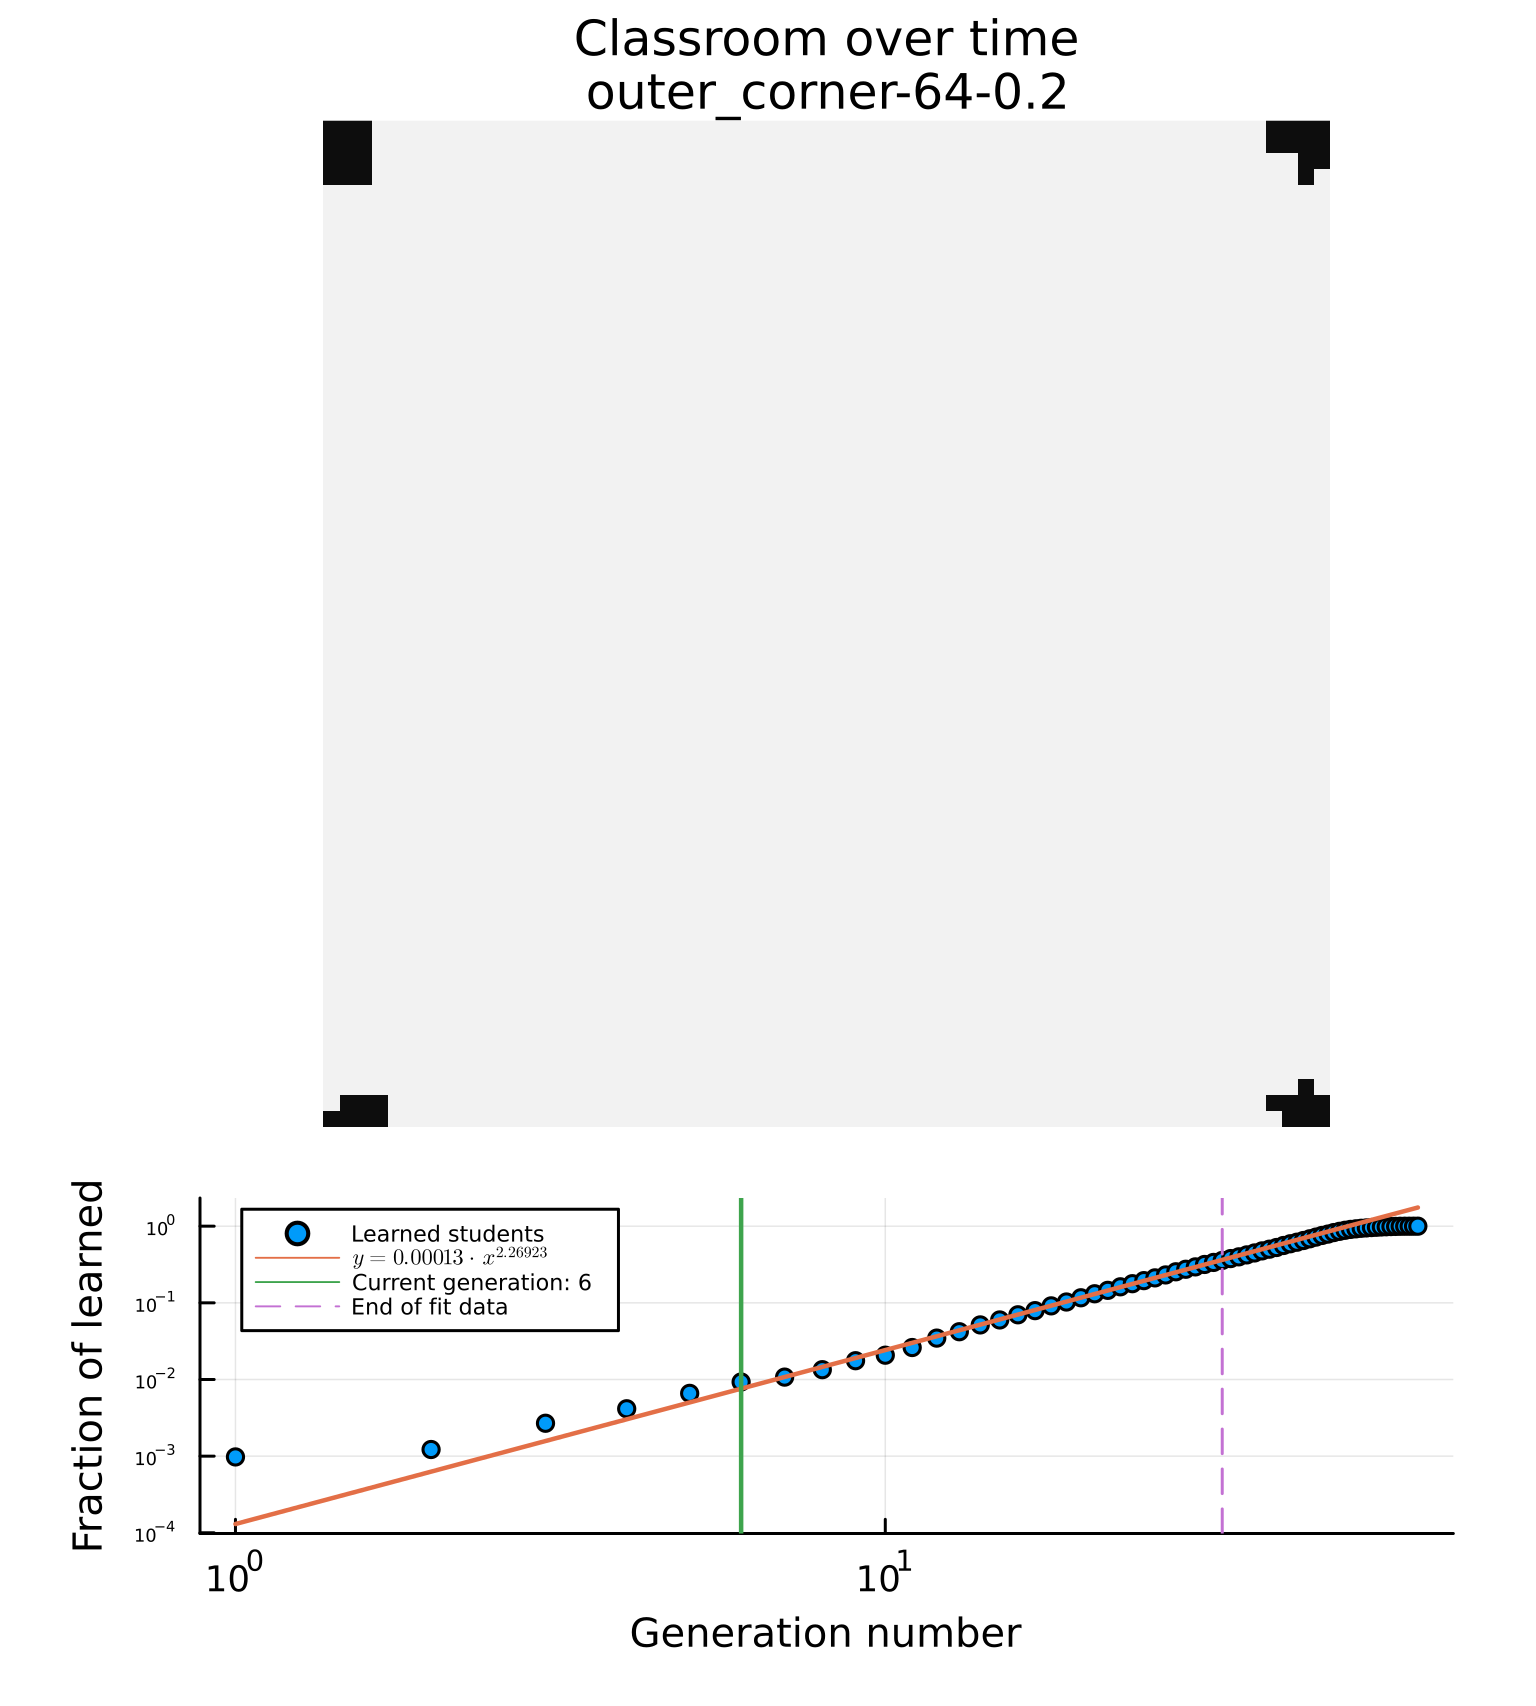 Classroom over time
outer_corner-64-0.2
Fraction of learned
10⁰
10⁻¹
10⁻²
10⁻³
10⁻⁴
Learned students
y = 0.00013 · x^2.26923
Current generation: 6
End of fit data
10⁰ 10¹
Generation number